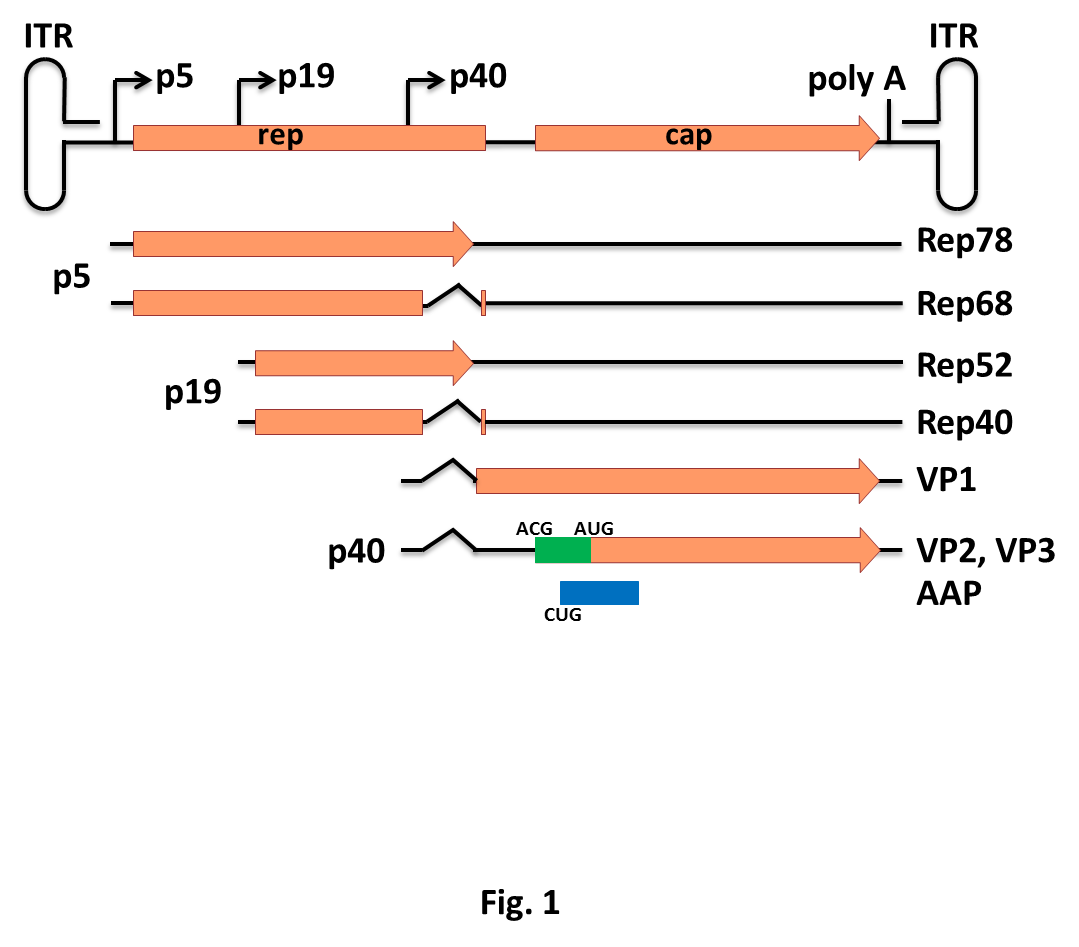 ITR ITR
p5 p19 p40 poly A
rep cap
Rep78
p5
Rep68
Rep52
p19
Rep40
VP1
ACG AUG
p40 VP2, VP3
AAP
CUG
Fig. 1